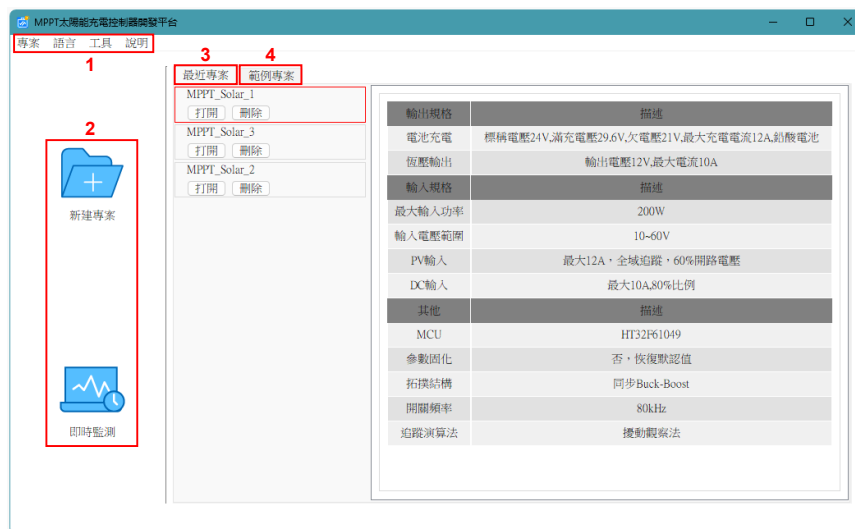 MPPT太陽能充電控制器開發平台
專案 語言 工具 說明
1
3
4
最近專案 範例專案
2
新建專案
即時監測
MPPT_Solar_1
打開 刪除
MPPT_Solar_3
打開 刪除
MPPT_Solar_2
打開 刪除
輸出規格 描述
電池充電 標稱電壓24V,滿充電壓29.6V,欠電壓21V,最大充電電流12A,鉛酸電池
恆壓輸出 輸出電壓12V,最大電流10A
輸入規格 描述
最大輸入功率 200W
輸入電壓範圍 10~60V
PV輸入 最大12A，全域追蹤，60%開路電壓
DC輸入 最大10A,80%比例
其他 描述
MCU HT32F61049
參數固化 否，恢復默認值
拓撲結構 同步Buck-Boost
開關頻率 80kHz
追蹤演算法 擾動觀察法